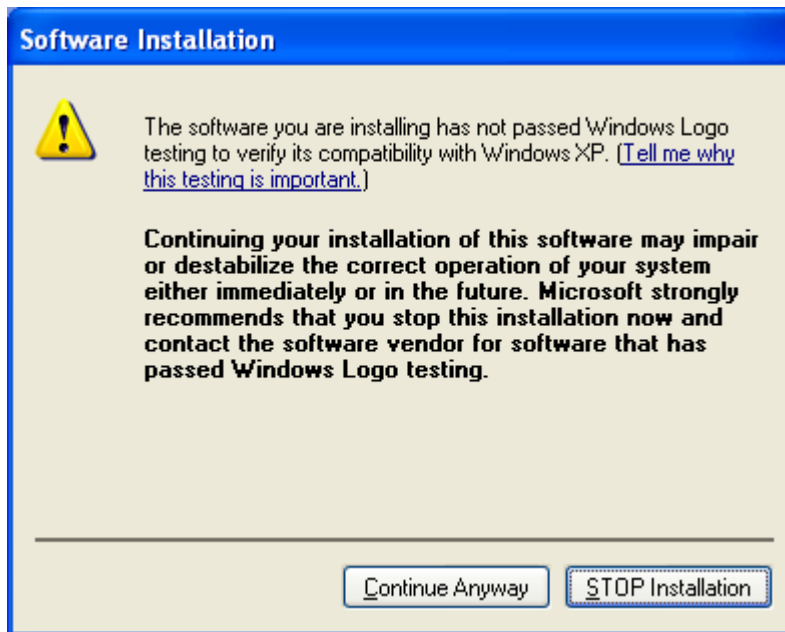 Software Installation
The software you are installing has not passed Windows Logo
testing to verify its compatibility with Windows XP. (Tell me why
this testing is important.)
Continuing your installation of this software may impair
or destabilize the correct operation of your system
either immediately or in the future. Microsoft strongly
recommends that you stop this installation now and
contact the software vendor for software that has
passed Windows Logo testing.
Continue Anyway
STOP Installation